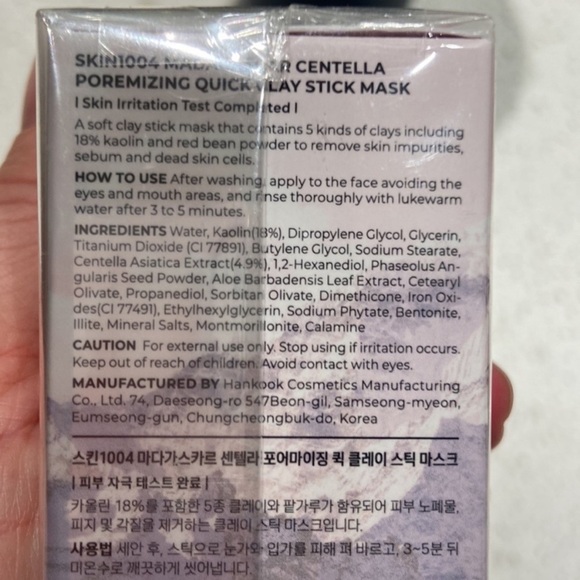 SKIN1004 MADAGASCAR CENTELLA
POREMIZING QUICK CLAY STICK MASK
| Skin Irritation Test Completed |
A soft clay stick mask that contains 5 kinds of clays including
18% kaolin and red bean powder to remove skin impurities,
sebum and dead skin cells.
HOW TO USE After washing, apply to the face avoiding the
eyes and mouth areas, and rinse thoroughly with lukewarm
water after 3 to 5 minutes.
INGREDIENTS Water, Kaolin(18%), Dipropylene Glycol, Glycerin,
Titanium Dioxide (CI 77891), Butylene Glycol, Sodium Stearate,
Centella Asiatica Extract(4.9%), 1,2-Hexanediol, Phaseolus An-
gularis Seed Powder, Aloe Barbadensis Leaf Extract, Cetearyl
Olivate, Propanediol, Sorbitan Olivate, Dimethicone, Iron Oxi-
des(CI 77491), Ethylhexylglycerin, Sodium Phytate, Bentonite,
Illite, Mineral Salts, Montmorillonite, Calamine
CAUTION For external use only. Stop using if irritation occurs.
Keep out of reach of children. Avoid contact with eyes.
MANUFACTURED BY Hankook Cosmetics Manufacturing
Co., Ltd. 74, Daeseong-ro 547Beon-gil, Samseong-myeon,
Eumseong-gun, Chungcheongbuk-do, Korea
스킨1004 마다가스카르 센텔라 포어마이징 퀵 클레이 스틱 마스크
| 피부 자극 테스트 완료 |
카올린 18%를 포함한 5종 클레이와 팥가루가 함유되어 피부 노폐물,
피지 및 각질을 제거하는 클레이 스틱 마스크입니다.
사용법 세안 후, 스틱으로 눈가와 입가를 피해 펴 바르고, 3~5분 뒤
미온수로 깨끗하게 씻어냅니다.